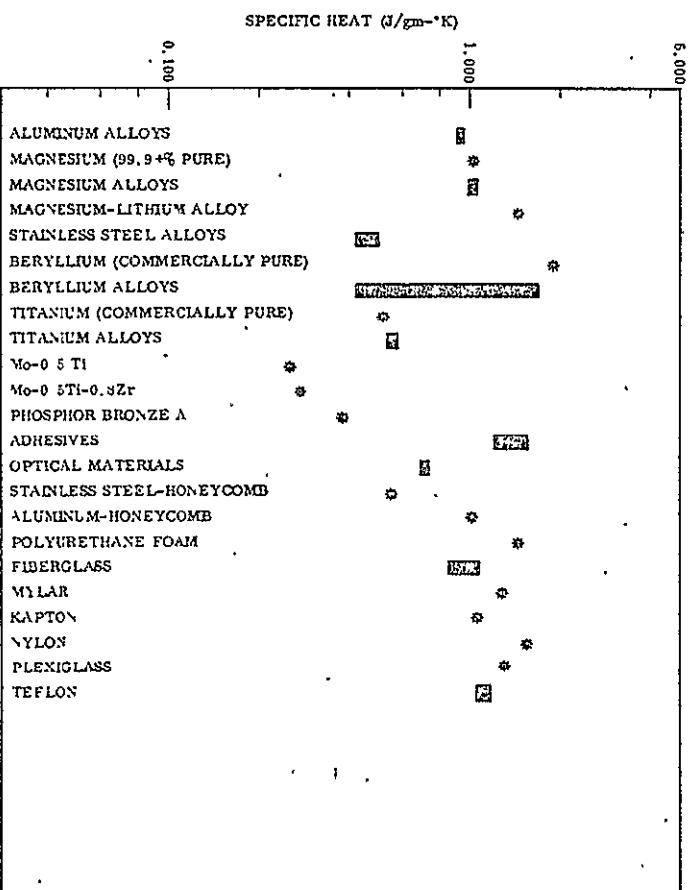 SPECIFIC HEAT (J/gm-°K)
0.100
1.000
6.000
ALUMINUM ALLOYS
MAGNESIUM (99.9+% PURE)
MAGNESIUM ALLOYS
MAGNESIUM-LITHIUM ALLOY
STAINLESS STEEL ALLOYS
BERYLLIUM (COMMERCIALLY PURE)
BERYLLIUM ALLOYS
TITANIUM (COMMERCIALLY PURE)
TITANIUM ALLOYS
Mo-0 5 Ti
Mo-0 5Ti-0.8Zr
PHOSPHOR BRONZE A
ADHESIVES
OPTICAL MATERIALS
STAINLESS STEEL-HONEYCOMB
ALUMINUM-HONEYCOMB
POLYURETHANE FOAM
FIBERGLASS
MYLAR
KAPTON
NYLON
PLEXIGLASS
TEFLON